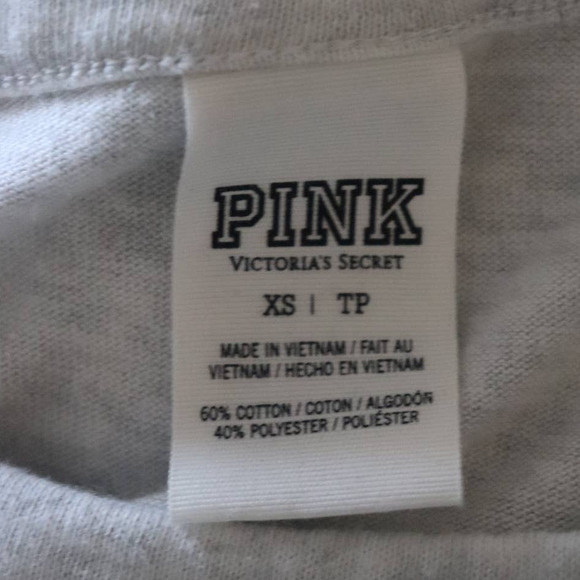 PINK
VICTORIA'S SECRET
XS | TP
MADE IN VIETNAM / FAIT AU
VIETNAM / HECHO EN VIETNAM
60% COTTON / COTON / ALGODÓN
40% POLYESTER / POLIÉSTER